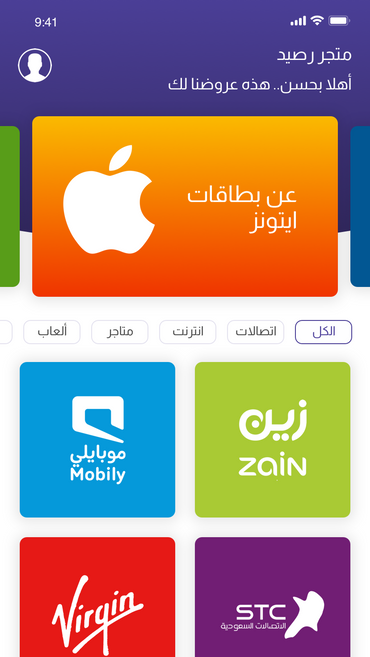 9:41
متجر رصيد
أهلا بحسن.. هذه عروضنا لك
عن بطاقات
ايتونز
الكل
اتصالات
انترنت
متاجر
ألعاب
زين
ZAIN
موبايلي
Mobily
STC
الاتصالات السعودية
Virgin